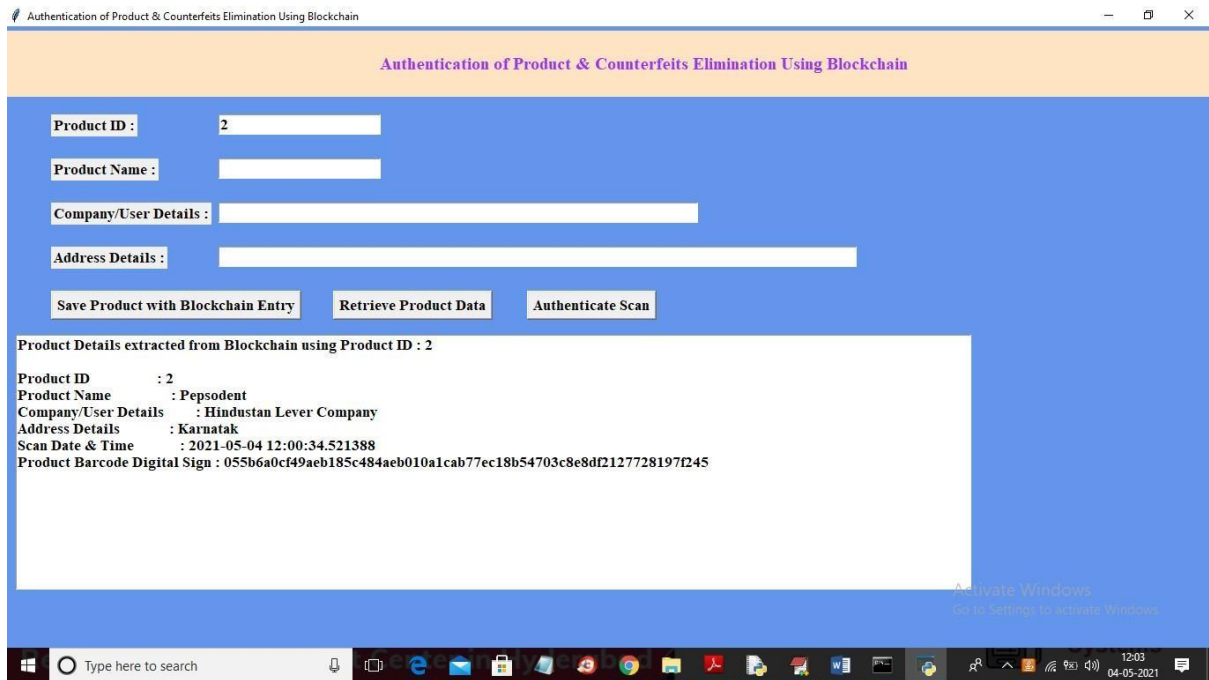 Authentication of Product & Counterfeits Elimination Using Blockchain
Authentication of Product & Counterfeits Elimination Using Blockchain
Product ID : 2
Product Name :
Company/User Details :
Address Details :
Save Product with Blockchain Entry Retrieve Product Data Authenticate Scan
Product Details extracted from Blockchain using Product ID : 2
Product ID : 2
Product Name : Pepsodent
Company/User Details : Hindustan Lever Company
Address Details : Karnatak
Scan Date & Time : 2021-05-04 12:00:34.521388
Product Barcode Digital Sign : 055b6a0cf49aeb185c484aeb010a1cab77ec18b54703c8e8df2127728197f245
Activate Windows
Go to Settings to activate Windows.
Type here to search
12:03
04-05-2021